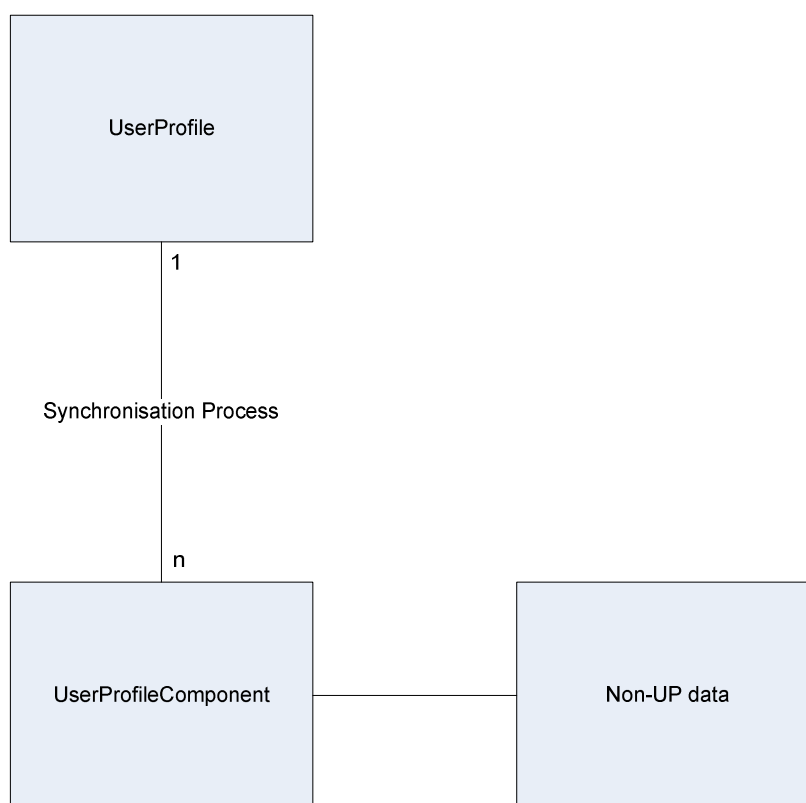 UserProfile
1
Synchronisation Process
n
UserProfileComponent
Non-UP data